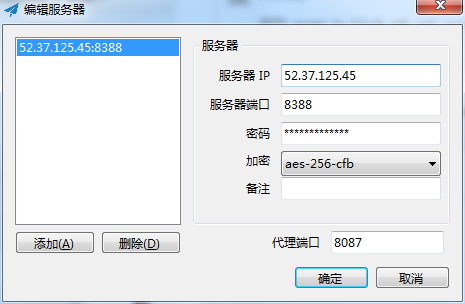 编辑服务器
52.37.125.45:8388
服务器
服务器 IP 52.37.125.45
服务器端口 8388
密码 *************
加密 aes-256-cfb
备注
添加(A) 删除(D) 代理端口 8087
确定 取消